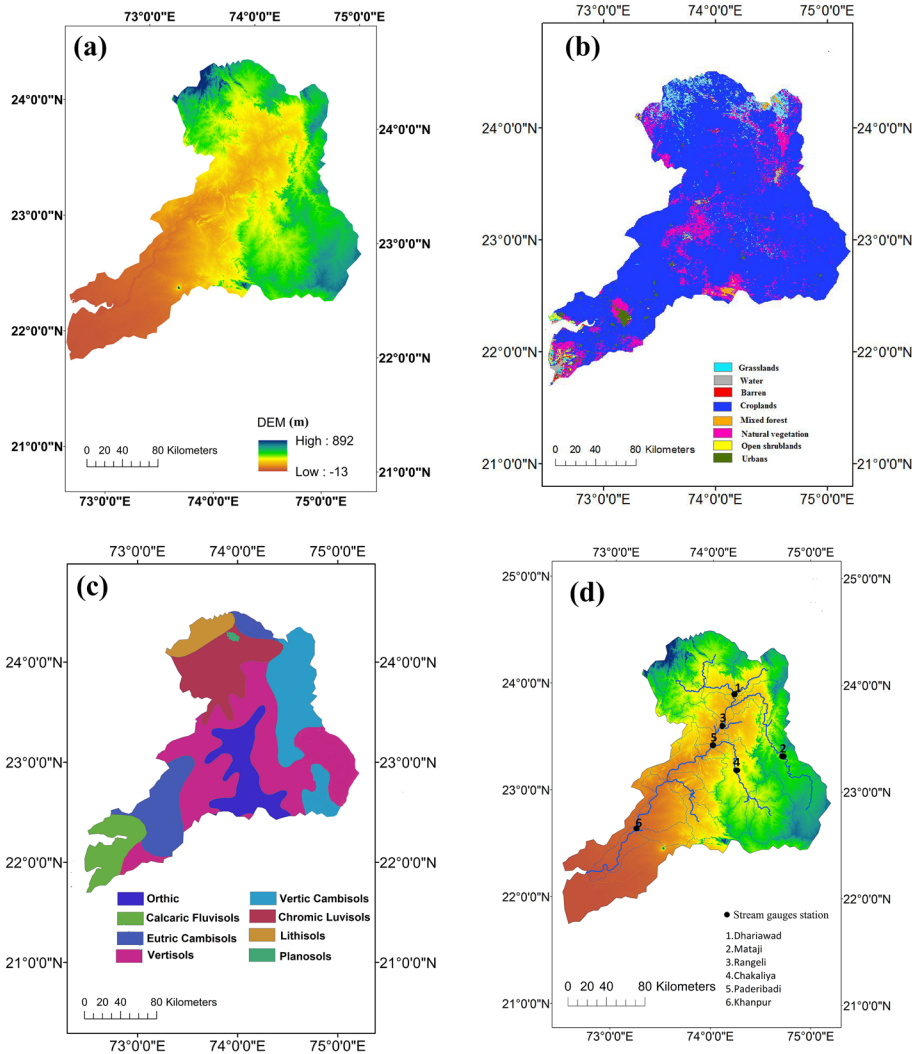 73°0'0"E 74°0'0"E 75°0'0"E
(a)
24°0'0"N
24°0'0"N
23°0'0"N
23°0'0"N
22°0'0"N
22°0'0"N
21°0'0"N
21°0'0"N
DEM (m)
High : 892
Low : -13
0 20 40 80 Kilometers
73°0'0"E 74°0'0"E 75°0'0"E
73°0'0"E 74°0'0"E 75°0'0"E
(b)
24°0'0"N
24°0'0"N
23°0'0"N
23°0'0"N
22°0'0"N
22°0'0"N
21°0'0"N
21°0'0"N
Grasslands
Water
Barren
Croplands
Mixed forest
Natural vegetation
Open shrublands
Urbans
0 20 40 80 Kilometers
73°0'0"E 74°0'0"E 75°0'0"E
73°0'0"E 74°0'0"E 75°0'0"E
(c)
24°0'0"N
24°0'0"N
23°0'0"N
23°0'0"N
22°0'0"N
22°0'0"N
21°0'0"N
21°0'0"N
Orthic
Calcaric Fluvisols
Eutric Cambisols
Vertisols
Vertic Cambisols
Chromic Luvisols
Lithisols
Planosols
0 20 40 80 Kilometers
73°0'0"E 74°0'0"E 75°0'0"E
73°0'0"E 74°0'0"E 75°0'0"E
(d)
25°0'0"N
25°0'0"N
24°0'0"N
24°0'0"N
23°0'0"N
23°0'0"N
22°0'0"N
22°0'0"N
21°0'0"N
21°0'0"N
1
3
5
2
4
6
Stream gauges station
1.Dhariawad
2.Mataji
3.Rangeli
4.Chakaliya
5.Paderibadi
6.Khanpur
0 20 40 80 Kilometers
73°0'0"E 74°0'0"E 75°0'0"E